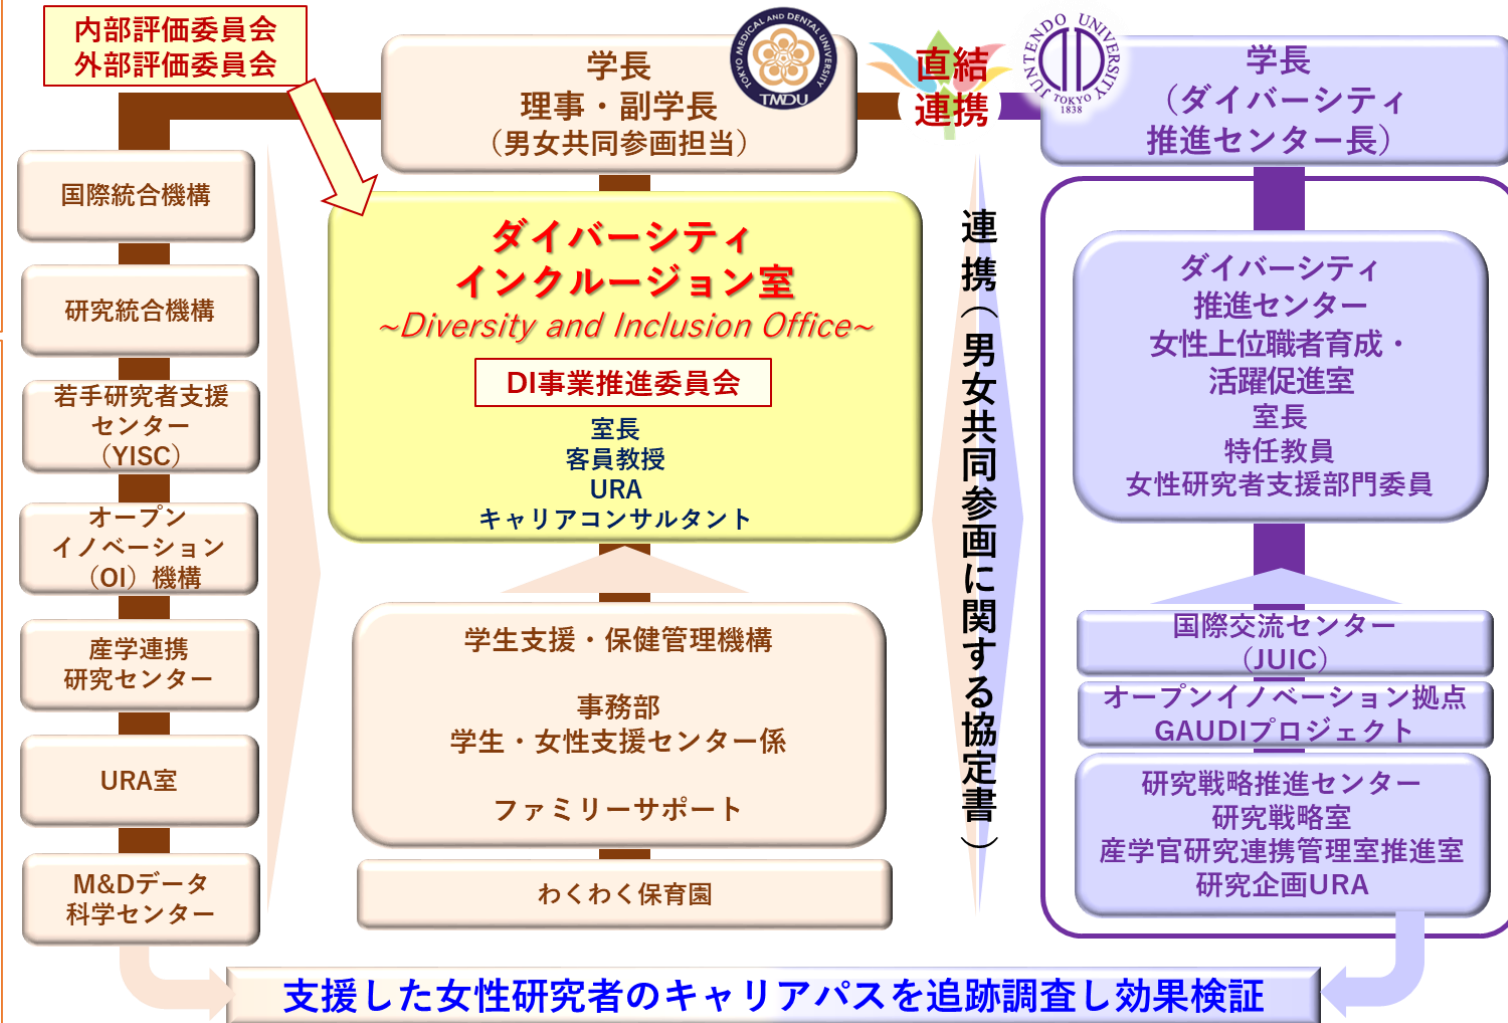 内部評価委員会
外部評価委員会
学長
理事・副学長
（男女共同参画担当）
TOKYO MEDICAL AND DENTAL UNIVERSITY
TMDU
直結
連携
JUNTENDO UNIVERSITY
TOKYO
1838
学長
（ダイバーシティ
推進センター長）
国際統合機構
研究統合機構
若手研究者支援
センター
（YISC）
オープン
イノベーション
（OI）機構
産学連携
研究センター
URA室
M&Dデータ
科学センター
ダイバーシティ
インクルージョン室
~Diversity and Inclusion Office~
DI事業推進委員会
室長
客員教授
URA
キャリアコンサルタント
学生支援・保健管理機構
事務部
学生・女性支援センター係
ファミリーサポート
わくわく保育園
連携（男女共同参画に関する協定書）
ダイバーシティ
推進センター
女性上位職者育成・
活躍促進室
室長
特任教員
女性研究者支援部門委員
国際交流センター
（JUIC）
オープンイノベーション拠点
GAUDIプロジェクト
研究戦略推進センター
研究戦略室
産学官研究連携管理室推進室
研究企画URA
支援した女性研究者のキャリアパスを追跡調査し効果検証